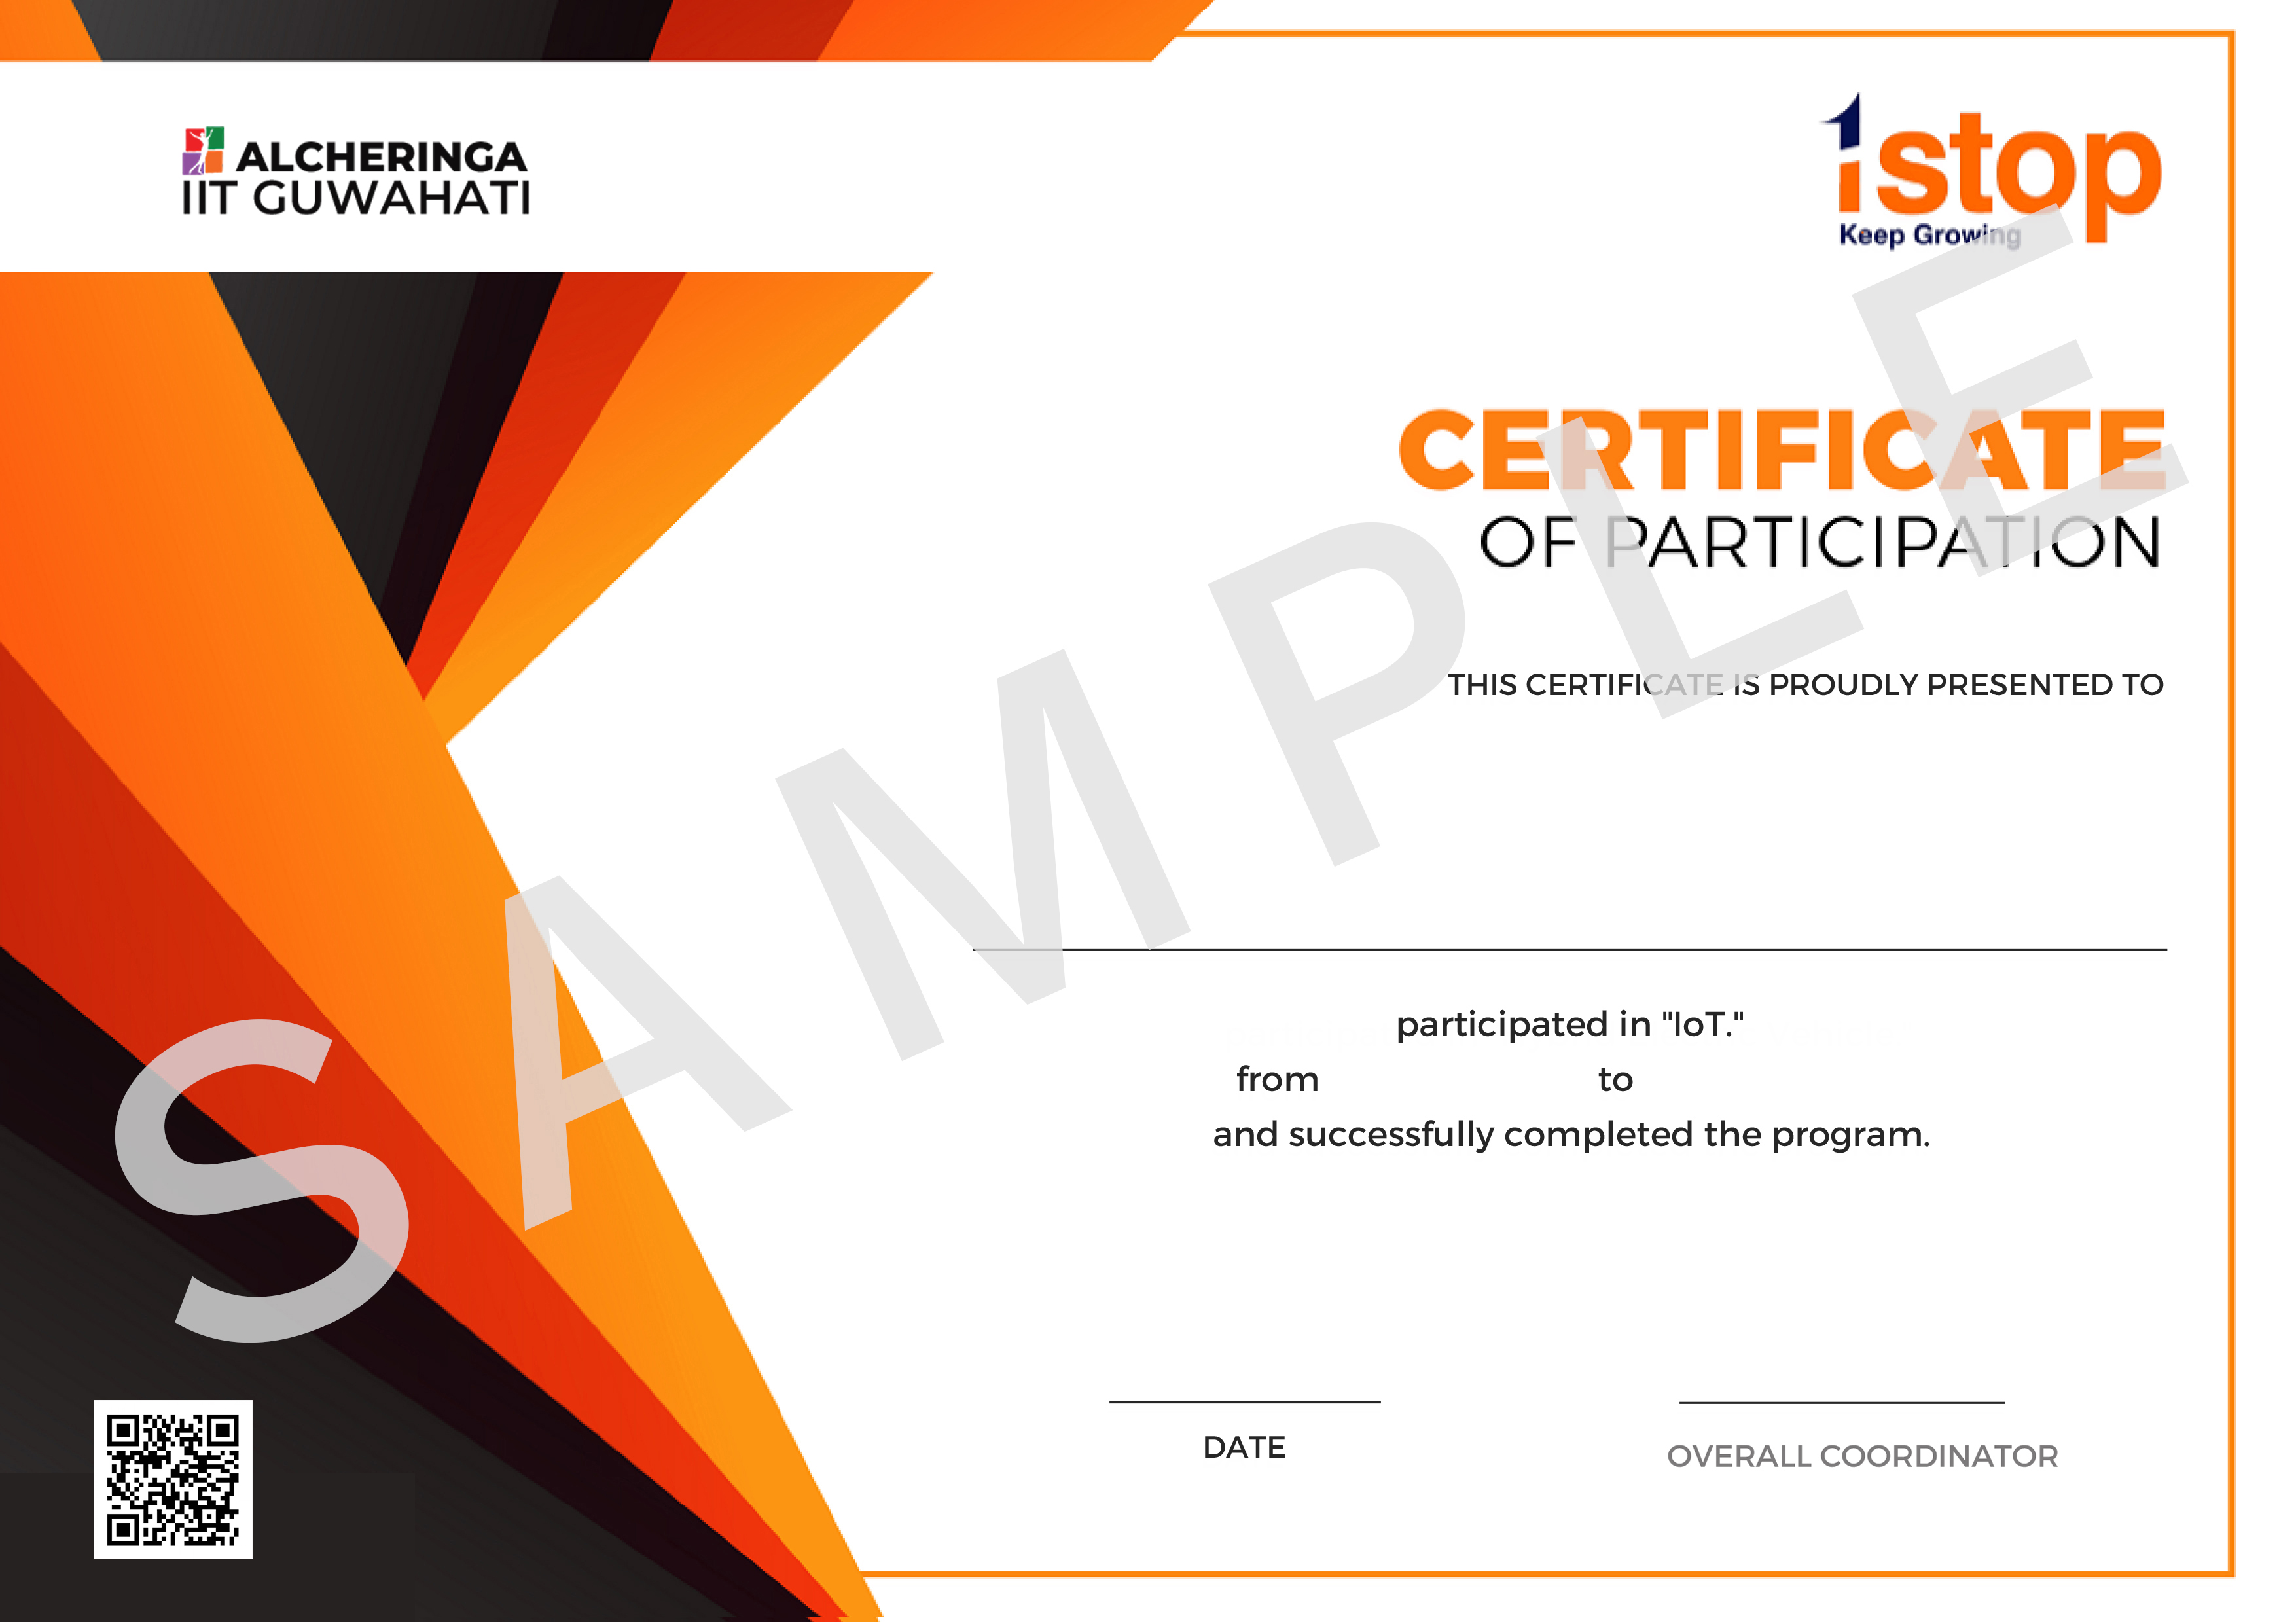 ALCHERINGA
IIT GUWAHATI
1stop
Keep Growing
CERTIFICATE
OF PARTICIPATION
THIS CERTIFICATE IS PROUDLY PRESENTED TO
SAMPLE
participated in "IoT."
from to
and successfully completed the program.
DATE
OVERALL COORDINATOR